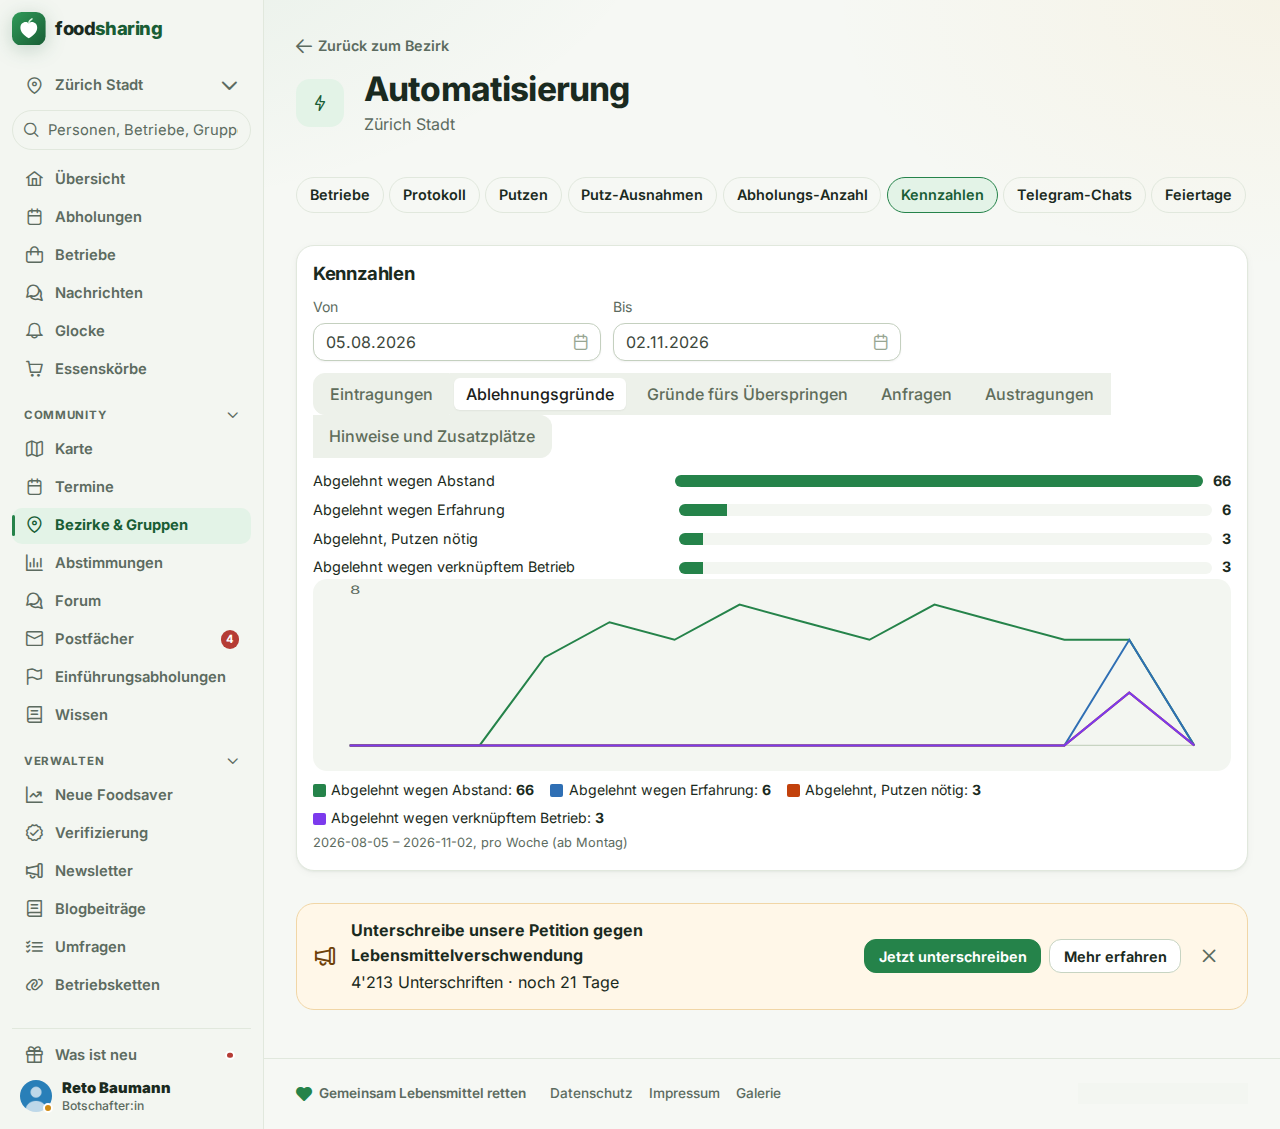 foodsharing
Zürich Stadt
Personen, Betriebe, Grupp
Übersicht
Abholungen
Betriebe
Nachrichten
Glocke
Essenskörbe
COMMUNITY
Karte
Termine
Bezirke & Gruppen
Abstimmungen
Forum
Postfächer 4
Einführungsabholungen
Wissen
VERWALTEN
Neue Foodsaver
Verifizierung
Newsletter
Blogbeiträge
Umfragen
Betriebsketten
Was ist neu
Reto Baumann
Botschafter:in
Zurück zum Bezirk
Automatisierung
Zürich Stadt
Betriebe Protokoll Putzen Putz-Ausnahmen Abholungs-Anzahl Kennzahlen Telegram-Chats Feiertage
Kennzahlen
Von Bis
05.08.2026 02.11.2026
Eintragungen Ablehnungsgründe Gründe fürs Überspringen Anfragen Austragungen
Hinweise und Zusatzplätze
Abgelehnt wegen Abstand 66
Abgelehnt wegen Erfahrung 6
Abgelehnt, Putzen nötig 3
Abgelehnt wegen verknüpftem Betrieb 3
8
Abgelehnt wegen Abstand: 66 Abgelehnt wegen Erfahrung: 6 Abgelehnt, Putzen nötig: 3
Abgelehnt wegen verknüpftem Betrieb: 3
2026-08-05 – 2026-11-02, pro Woche (ab Montag)
Unterschreibe unsere Petition gegen
Lebensmittelverschwendung
4'213 Unterschriften · noch 21 Tage
Jetzt unterschreiben Mehr erfahren
Gemeinsam Lebensmittel retten Datenschutz Impressum Galerie